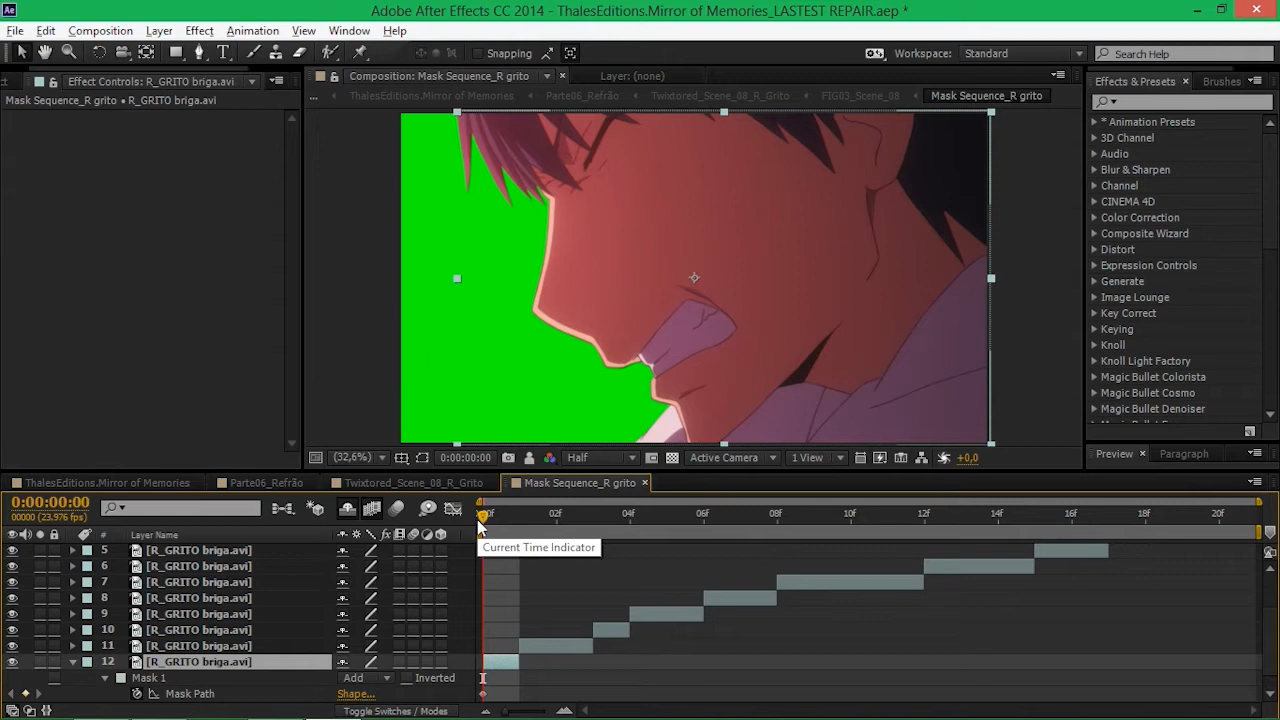 Ae
Adobe After Effects CC 2014 - ThalesEditions.Mirror of Memories_LASTEST REPAIR.aep *
File Edit Composition Layer Effect Animation View Window Help
Snapping
Workspace: Standard
Search Help
Effect Controls: R_GRITO briga.avi
Composition: Mask Sequence_R grito
Layer: (none)
Effects & Presets
Brushes
Mask Sequence_R grito • R_GRITO briga.avi
... ThalesEditions.Mirror of Memories Parte06_Refrão Twixtored_Scene_08_R_Grito FIG03_Scene_08 Mask Sequence_R grito
* Animation Presets
3D Channel
Audio
Blur & Sharpen
Channel
CINEMA 4D
Color Correction
Composite Wizard
Distort
Expression Controls
Generate
Image Lounge
Key Correct
Keying
Knoll
Knoll Light Factory
Magic Bullet Colorista
Magic Bullet Cosmo
Magic Bullet Denoiser
(32,6%) 0:00:00:00 Half Active Camera 1 View +0,0
Preview Paragraph
ThalesEditions.Mirror of Memories Parte06_Refrão Twixtored_Scene_08_R_Grito Mask Sequence_R grito
0:00:00:00
00000 (23.976 fps)
02f 04f 06f 08f 10f 12f 14f 16f 18f 20f
# Layer Name
Current Time Indicator
5 [R_GRITO briga.avi]
6 [R_GRITO briga.avi]
7 [R_GRITO briga.avi]
8 [R_GRITO briga.avi]
9 [R_GRITO briga.avi]
10 [R_GRITO briga.avi]
11 [R_GRITO briga.avi]
12 [R_GRITO briga.avi]
Mask 1 Add Inverted
Mask Path Shape...
Toggle Switches / Modes